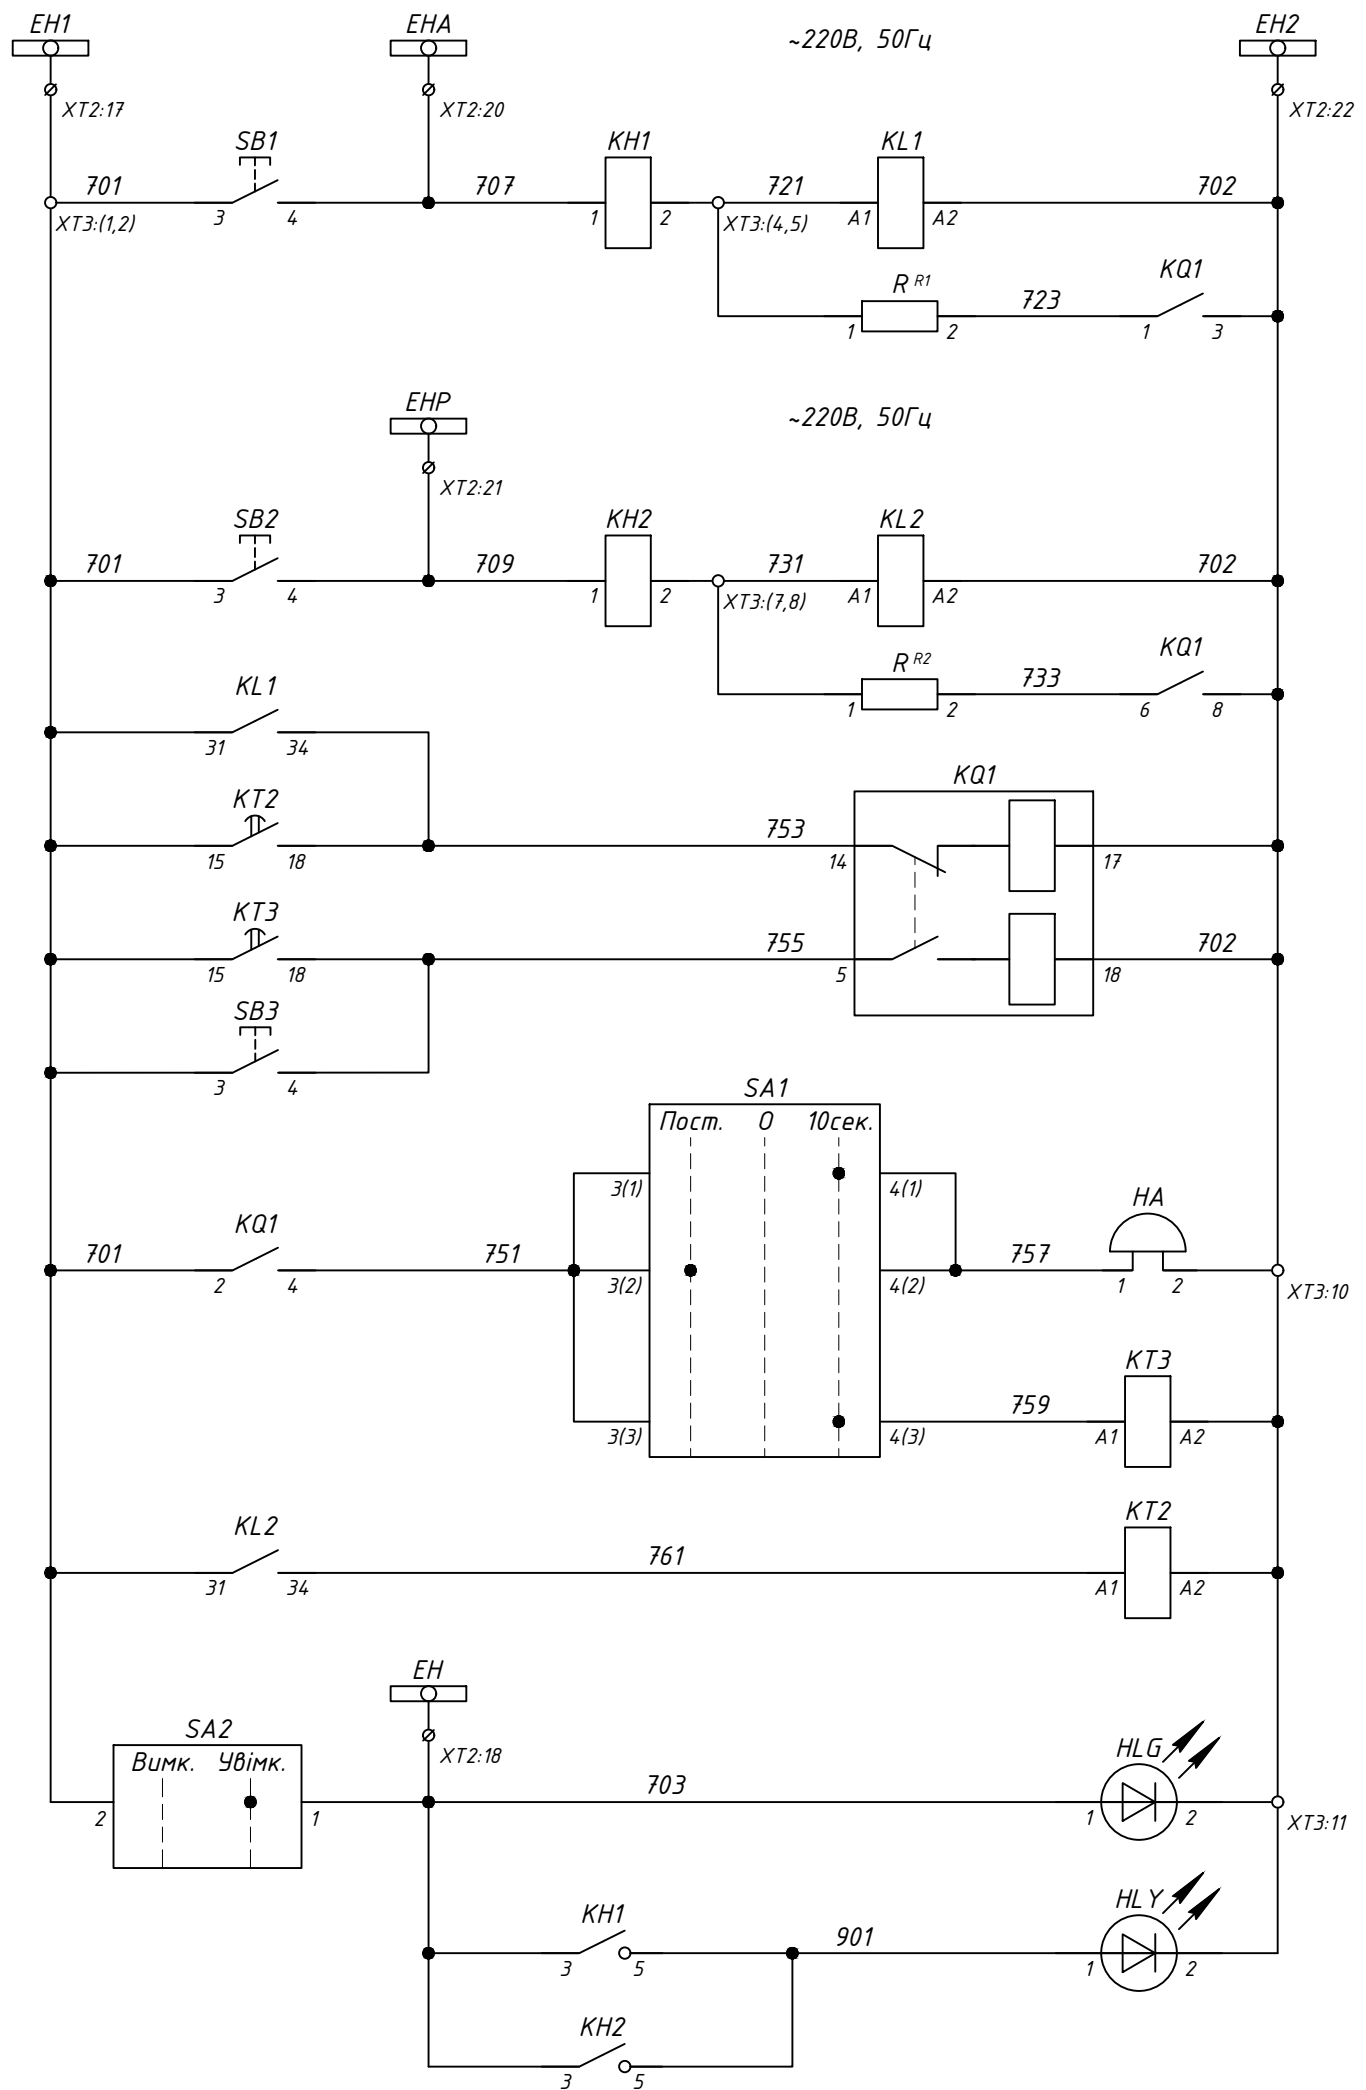 EH1 EHA ~220В, 50Гц EH2
XT2:17 XT2:20 XT2:22
SB1 KH1 KL1
701 707 721 702
3 4 1 2 A1 A2
XT3:(1,2) XT3:(4,5)
R R1 723 KQ1
1 2 1 3
EHP ~220В, 50Гц
XT2:21
SB2 KH2 KL2
701 709 731 702
3 4 1 2 A1 A2
XT3:(7,8)
R R2 733 KQ1
1 2 6 8
KL1
31 34
KQ1
KT2 753
15 18 14 17
KT3 755 702
15 18 5 18
SB3
3 4
SA1
Пост. 0 10сек.
3(1) 4(1)
KQ1 HA
701 751 757
2 4 3(2) 4(2) 1 2 XT3:10
KT3
759
3(3) 4(3) A1 A2
KL2 KT2
761
31 34 A1 A2
EH
XT2:18
SA2 HLG
Вимк. Увімк. 703
2 1 1 2 XT3:11
KH1 HLY
901
3 5 1 2
KH2
3 5